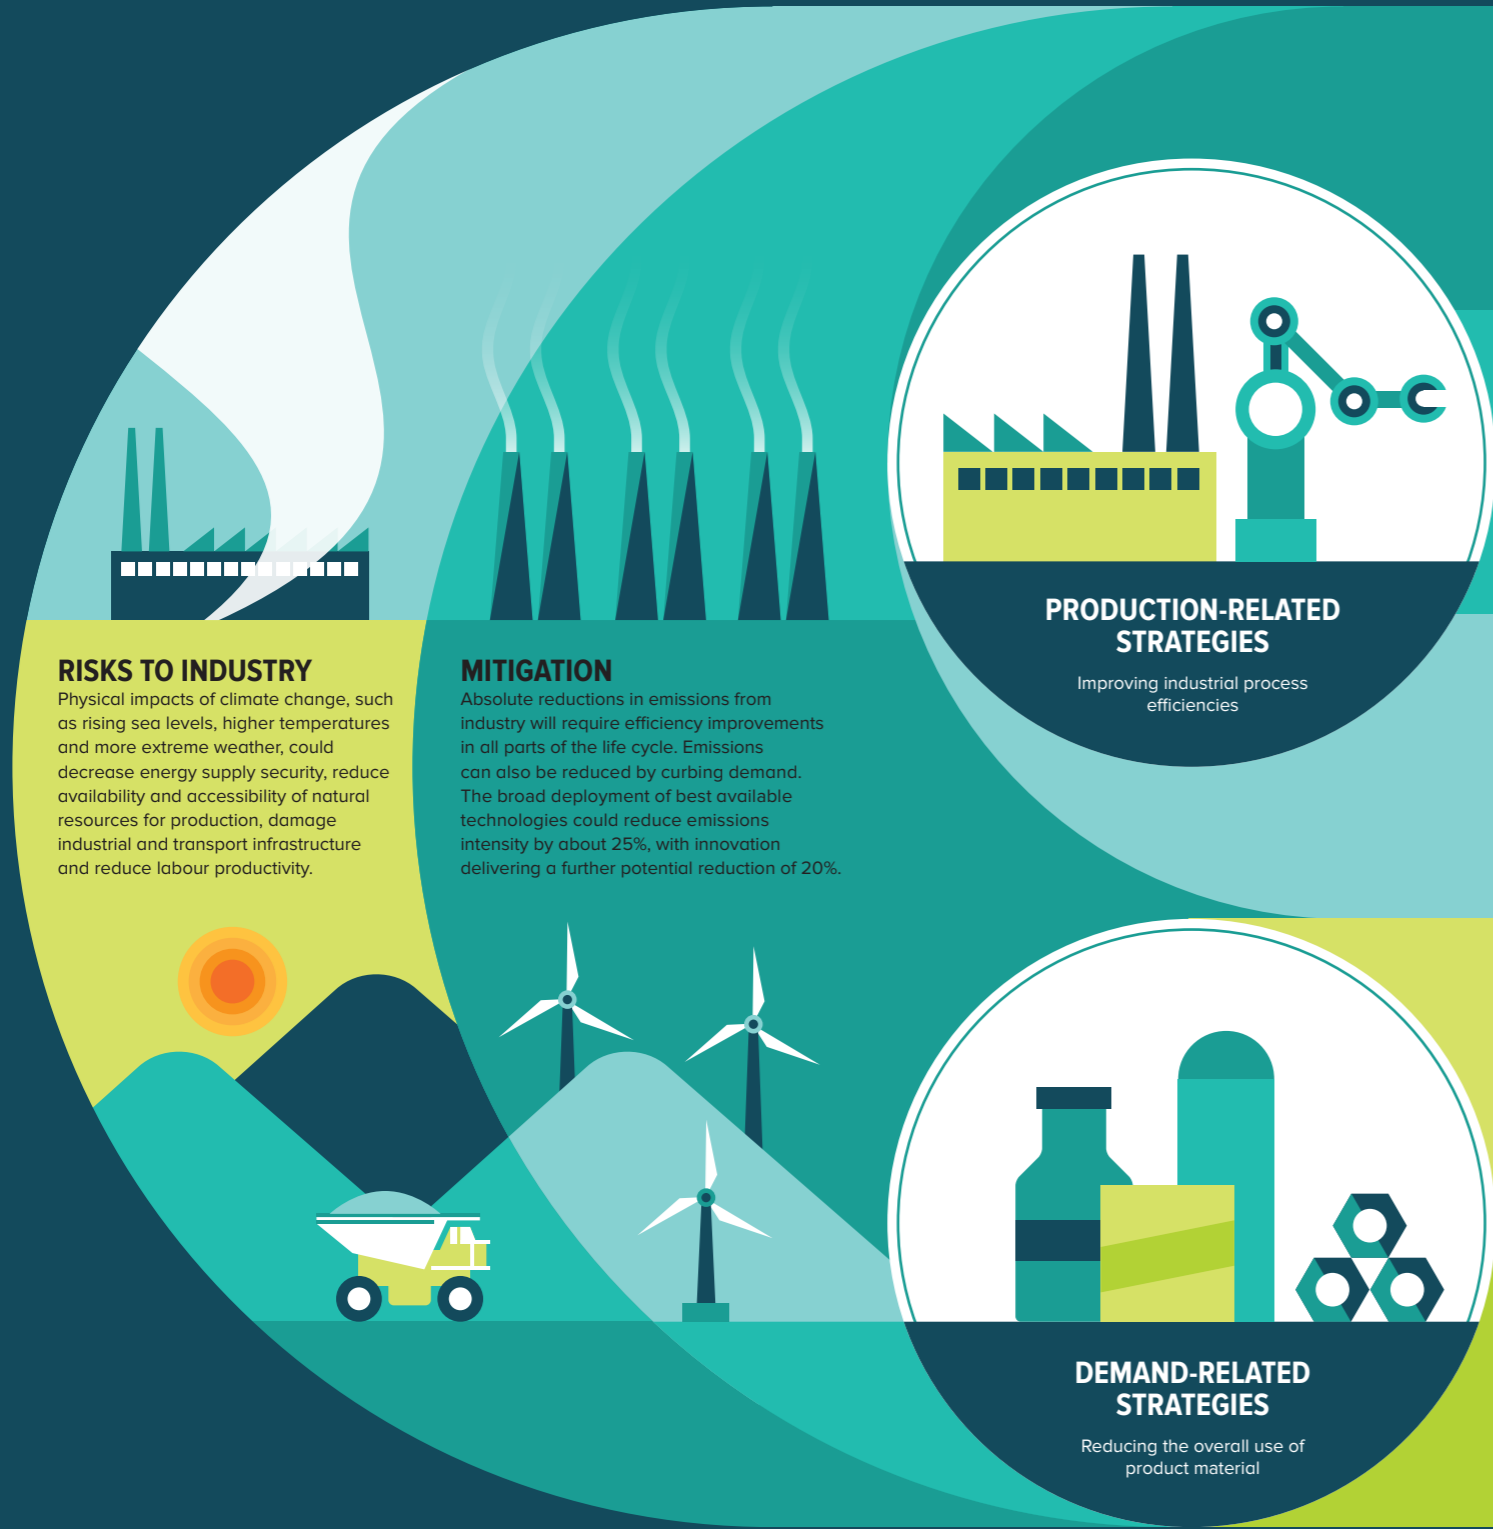 RISKS TO INDUSTRY
Physical impacts of climate change, such
as rising sea levels, higher temperatures
and more extreme weather, could
decrease energy supply security, reduce
availability and accessibility of natural
resources for production, damage
industrial and transport infrastructure
and reduce labour productivity.
MITIGATION
Absolute reductions in emissions from
industry will require efficiency improvements
in all parts of the life cycle. Emissions
can also be reduced by curbing demand.
The broad deployment of best available
technologies could reduce emissions
intensity by about 25%, with innovation
delivering a further potential reduction of 20%.
PRODUCTION-RELATED
STRATEGIES
Improving industrial process
efficiencies
DEMAND-RELATED
STRATEGIES
Reducing the overall use of
product material